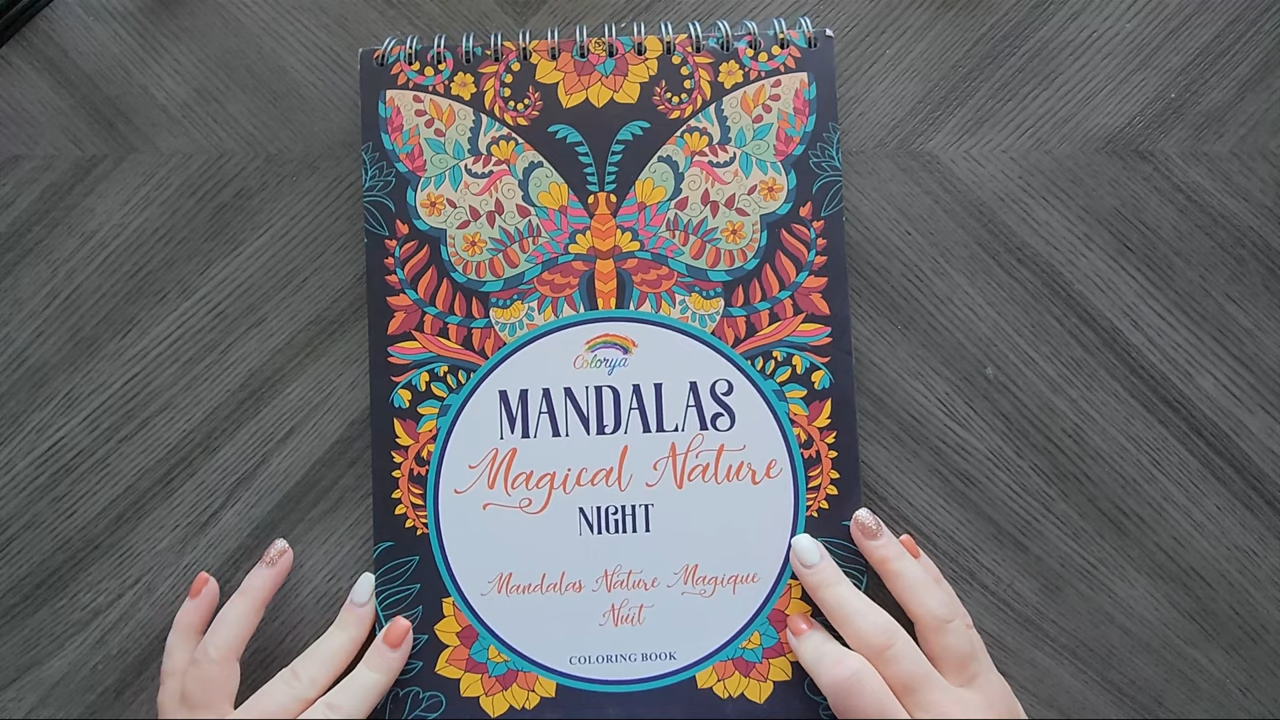 Colorya
MANDALAS
Magical Nature
NIGHT
Mandalas Nature Magique
Nuit
COLORING BOOK